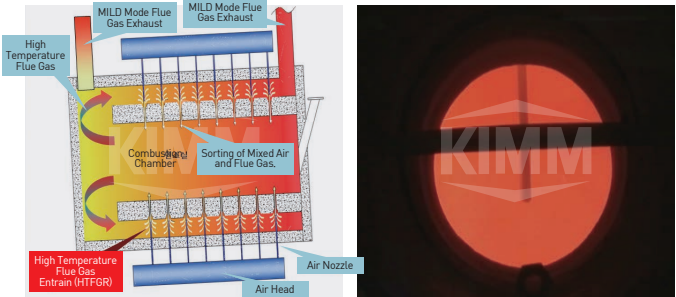 MILD Mode Flue
Gas Exhaust
MILD Mode Flue
Gas Exhaust
High
Temperature
Flue Gas
Combustion
Chamber
Sorting of Mixed Air
and Flue Gas.
KIMM
KIMM
High Temperature
Flue Gas
Entrain (HTFGR)
Air Nozzle
Air Head